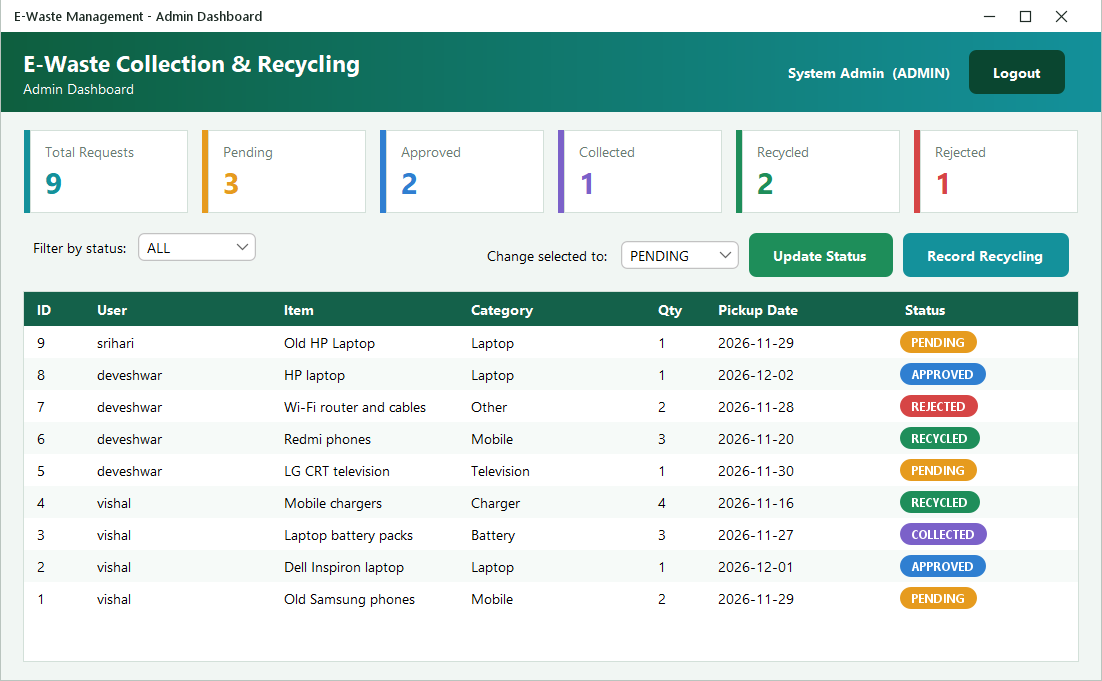 E-Waste Management - Admin Dashboard
E-Waste Collection & Recycling
Admin Dashboard
System Admin (ADMIN)
Logout
Total Requests
9
Pending
3
Approved
2
Collected
1
Recycled
2
Rejected
1
Filter by status: ALL
Change selected to: PENDING Update Status Record Recycling
ID User Item Category Qty Pickup Date Status
9 srihari Old HP Laptop Laptop 1 2026-11-29 PENDING
8 deveshwar HP laptop Laptop 1 2026-12-02 APPROVED
7 deveshwar Wi-Fi router and cables Other 2 2026-11-28 REJECTED
6 deveshwar Redmi phones Mobile 3 2026-11-20 RECYCLED
5 deveshwar LG CRT television Television 1 2026-11-30 PENDING
4 vishal Mobile chargers Charger 4 2026-11-16 RECYCLED
3 vishal Laptop battery packs Battery 3 2026-11-27 COLLECTED
2 vishal Dell Inspiron laptop Laptop 1 2026-12-01 APPROVED
1 vishal Old Samsung phones Mobile 2 2026-11-29 PENDING